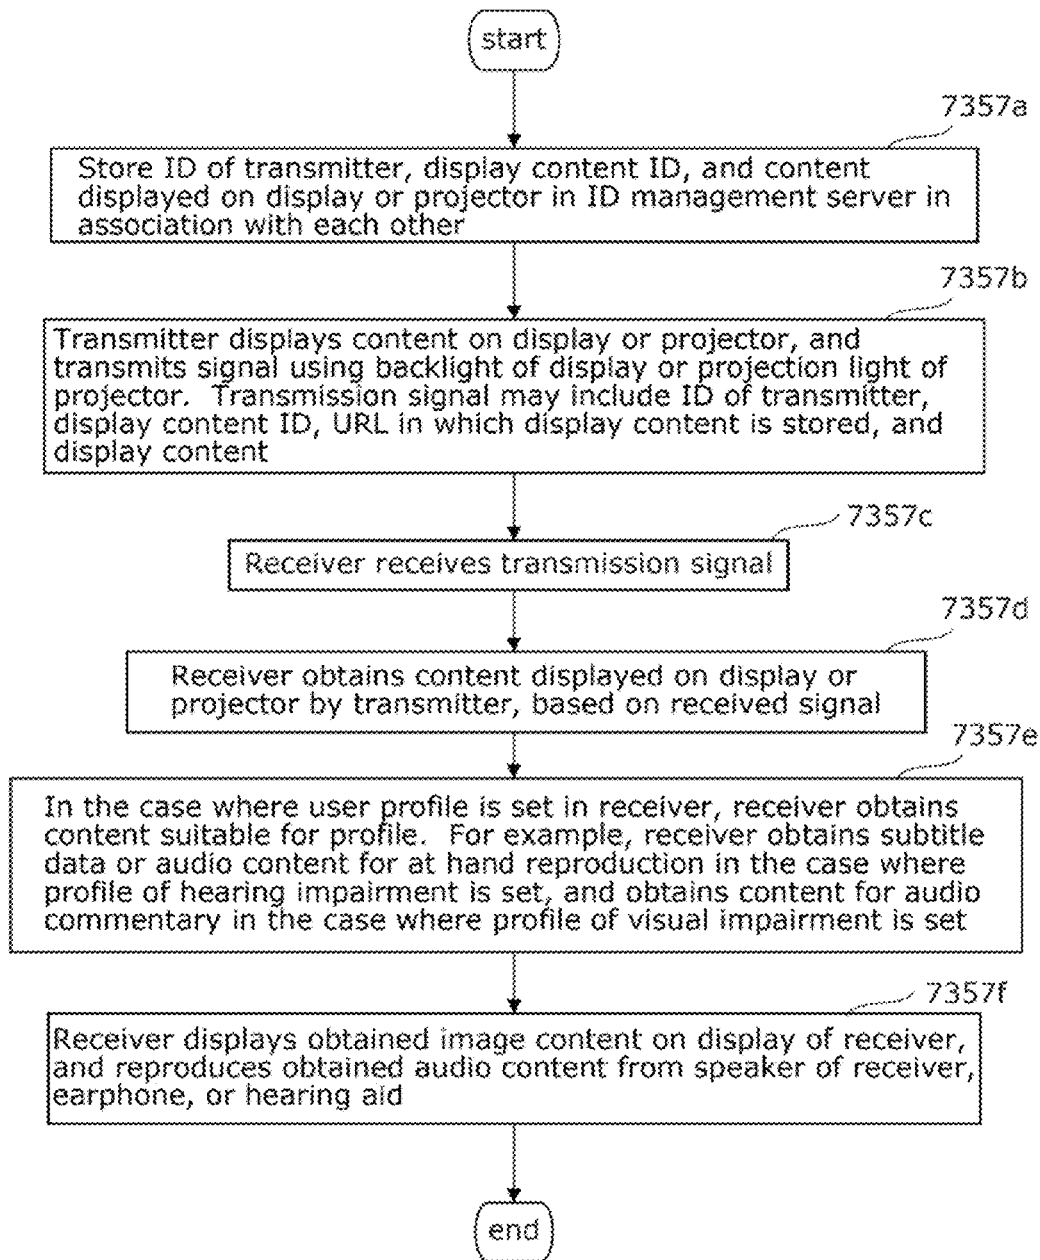 start
7357a
Store ID of transmitter, display content ID, and content
displayed on display or projector in ID management server in
association with each other
7357b
Transmitter displays content on display or projector, and
transmits signal using backlight of display or projection light of
projector.  Transmission signal may include ID of transmitter,
display content ID, URL in which display content is stored, and
display content
7357c
Receiver receives transmission signal
7357d
Receiver obtains content displayed on display or
projector by transmitter, based on received signal
7357e
In the case where user profile is set in receiver, receiver obtains
content suitable for profile.  For example, receiver obtains subtitle
data or audio content for at hand reproduction in the case where
profile of hearing impairment is set, and obtains content for audio
commentary in the case where profile of visual impairment is set
7357f
Receiver displays obtained image content on display of receiver,
and reproduces obtained audio content from speaker of receiver,
earphone, or hearing aid
end